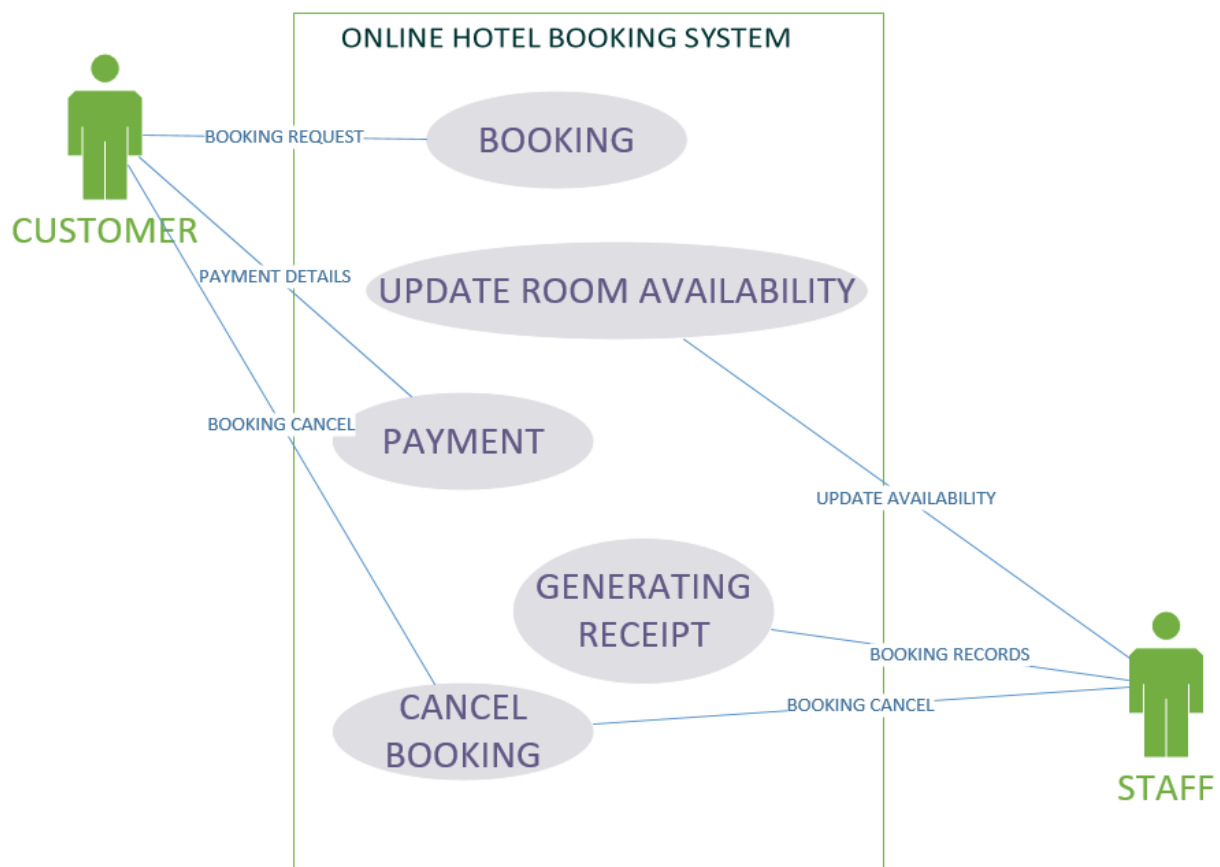 ONLINE HOTEL BOOKING SYSTEM
BOOKING REQUEST
BOOKING
CUSTOMER
PAYMENT DETAILS
UPDATE ROOM AVAILABILITY
BOOKING CANCEL
PAYMENT
UPDATE AVAILABILITY
GENERATING
RECEIPT
BOOKING RECORDS
CANCEL
BOOKING
BOOKING CANCEL
STAFF